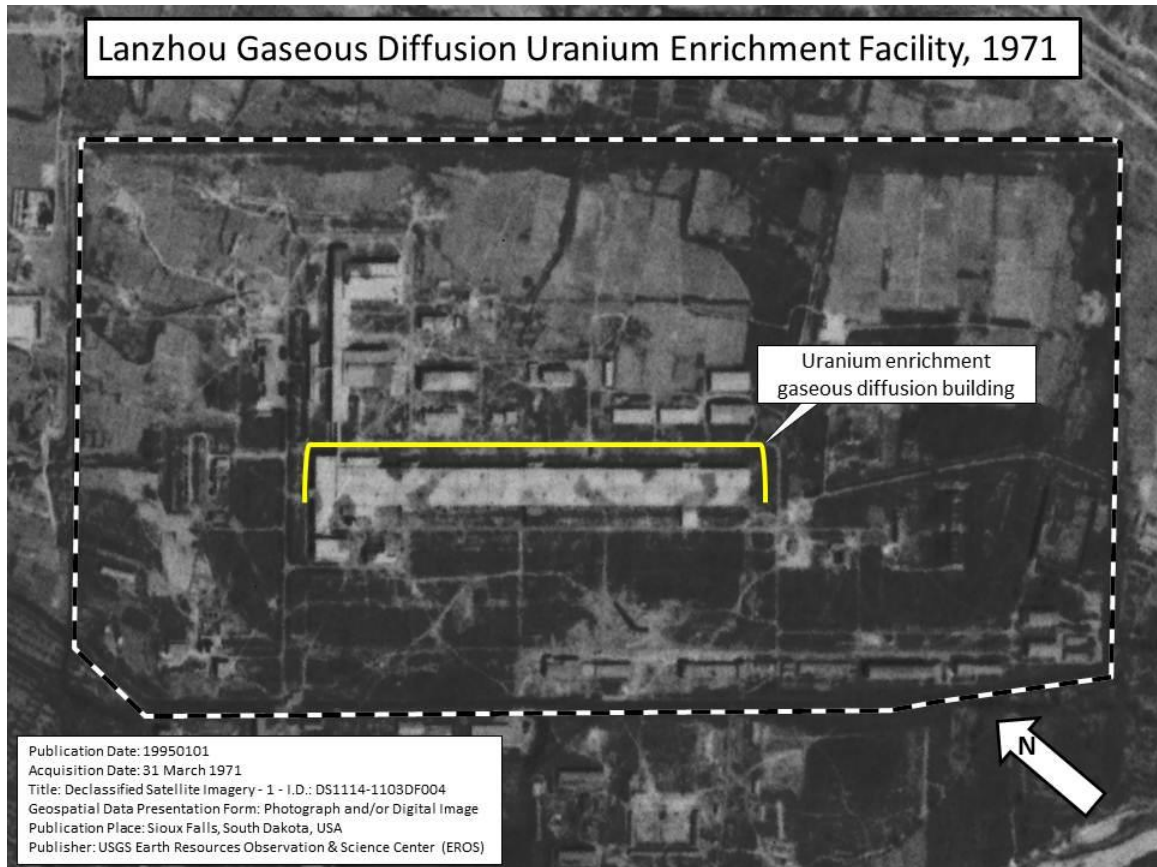 Lanzhou Gaseous Diffusion Uranium Enrichment Facility, 1971
Uranium enrichment
gaseous diffusion building
N
Publication Date: 19950101
Acquisition Date: 31 March 1971
Title: Declassified Satellite Imagery - 1 - I.D.: DS1114-1103DF004
Geospatial Data Presentation Form: Photograph and/or Digital Image
Publication Place: Sioux Falls, South Dakota, USA
Publisher: USGS Earth Resources Observation & Science Center (EROS)